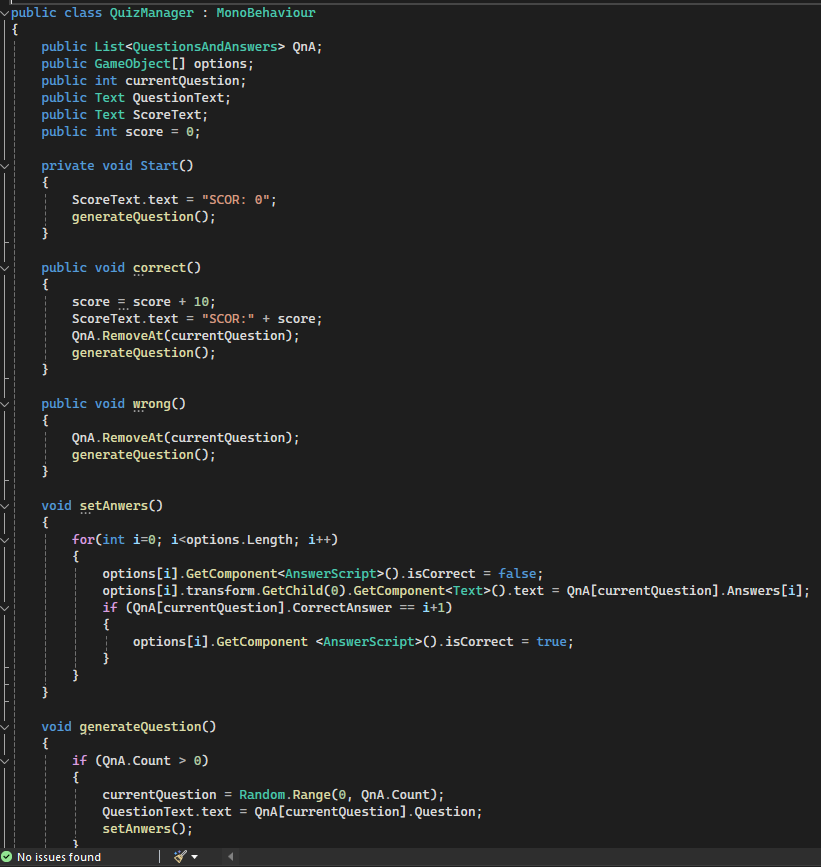 public class QuizManager : MonoBehaviour
{
    public List<QuestionsAndAnswers> QnA;
    public GameObject[] options;
    public int currentQuestion;
    public Text QuestionText;
    public Text ScoreText;
    public int score = 0;

    private void Start()
    {
        ScoreText.text = "SCOR: 0";
        generateQuestion();
    }

    public void correct()
    {
        score = score + 10;
        ScoreText.text = "SCOR:" + score;
        QnA.RemoveAt(currentQuestion);
        generateQuestion();
    }

    public void wrong()
    {
        QnA.RemoveAt(currentQuestion);
        generateQuestion();
    }

    void setAnwers()
    {
        for(int i=0; i<options.Length; i++)
        {
            options[i].GetComponent<AnswerScript>().isCorrect = false;
            options[i].transform.GetChild(0).GetComponent<Text>().text = QnA[currentQuestion].Answers[i];
            if (QnA[currentQuestion].CorrectAnswer == i+1)
            {
                options[i].GetComponent <AnswerScript>().isCorrect = true;
            }
        }
    }

    void generateQuestion()
    {
        if (QnA.Count > 0)
        {
            currentQuestion = Random.Range(0, QnA.Count);
            QuestionText.text = QnA[currentQuestion].Question;
            setAnwers();
        }
No issues found